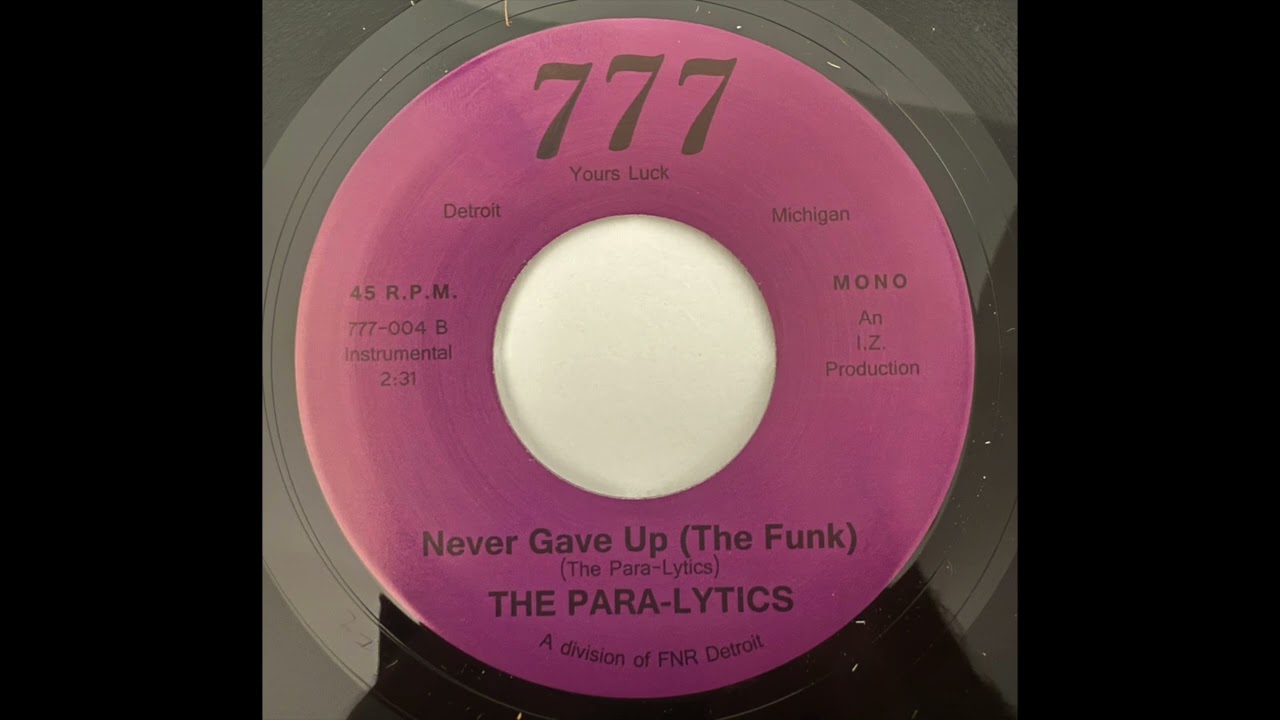 777
Yours Luck
Detroit
Michigan
45 R.P.M.
777-004 B
Instrumental
2:31
MONO
An
I.Z.
Production
Never Gave Up (The Funk)
(The Para-Lytics)
THE PARA-LYTICS
A division of FNR Detroit